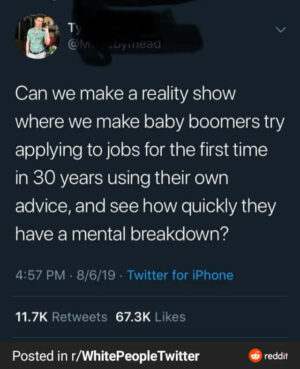 Ty
Can we make a reality show
where we make baby boomers try
applying to jobs for the first time
in 30 years using their own
advice, and see how quickly they
have a mental breakdown?
4:57 PM · 8/6/19 · Twitter for iPhone
11.7K Retweets 67.3K Likes
Posted in r/WhitePeopleTwitter
reddit